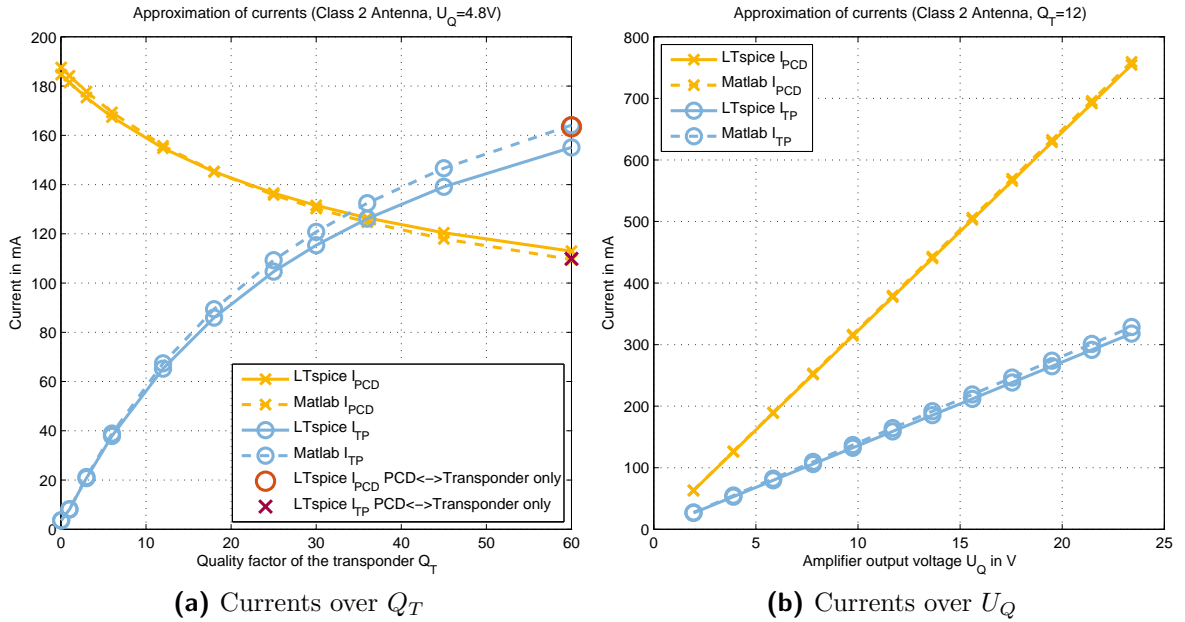 Approximation of currents (Class 2 Antenna, U_Q=4.8V)
200
180
160
140
120
100
80
60
40
20
0
Current in mA
0 10 20 30 40 50 60
Quality factor of the transponder Q_T
LTspice I_PCD
Matlab I_PCD
LTspice I_TP
Matlab I_TP
LTspice I_PCD PCD<->Transponder only
LTspice I_TP PCD<->Transponder only
(a) Currents over Q_T
Approximation of currents (Class 2 Antenna, Q_T=12)
800
700
600
500
400
300
200
100
0
Current in mA
0 5 10 15 20 25
Amplifier output voltage U_Q in V
LTspice I_PCD
Matlab I_PCD
LTspice I_TP
Matlab I_TP
(b) Currents over U_Q